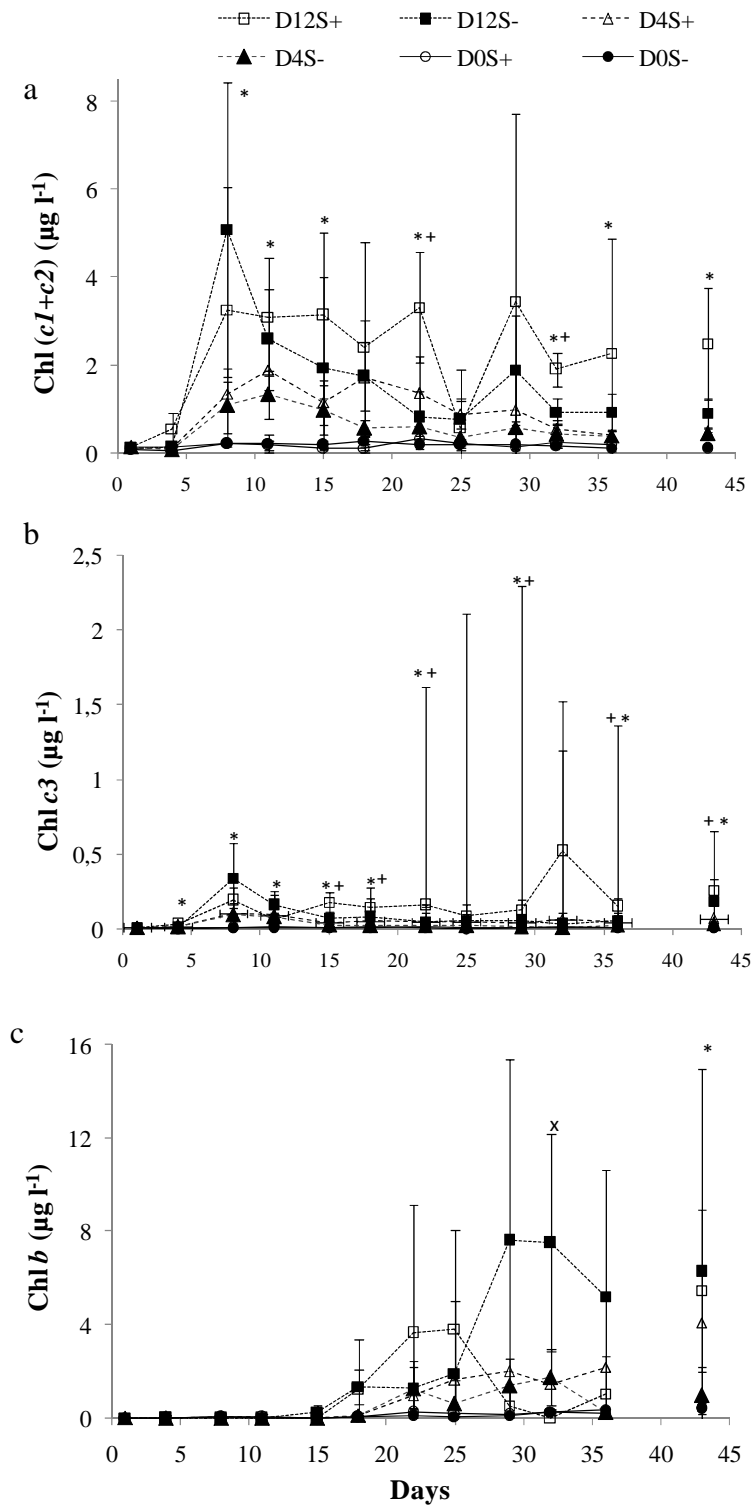 D12S+ D12S- D4S+
D4S- D0S+ D0S-
a
Chl (c1+c2) (µg l-1)
8
6
4
2
0
*
*
*
*+
*+
*
*
0 5 10 15 20 25 30 35 40 45
b
Chl c3 (µg l-1)
2,5
2
1,5
1
0,5
0
*
*
*
*+
*+
*+
*+
+*
+*
0 5 10 15 20 25 30 35 40 45
c
Chl b (µg l-1)
16
12
8
4
0
x
*
0 5 10 15 20 25 30 35 40 45
Days